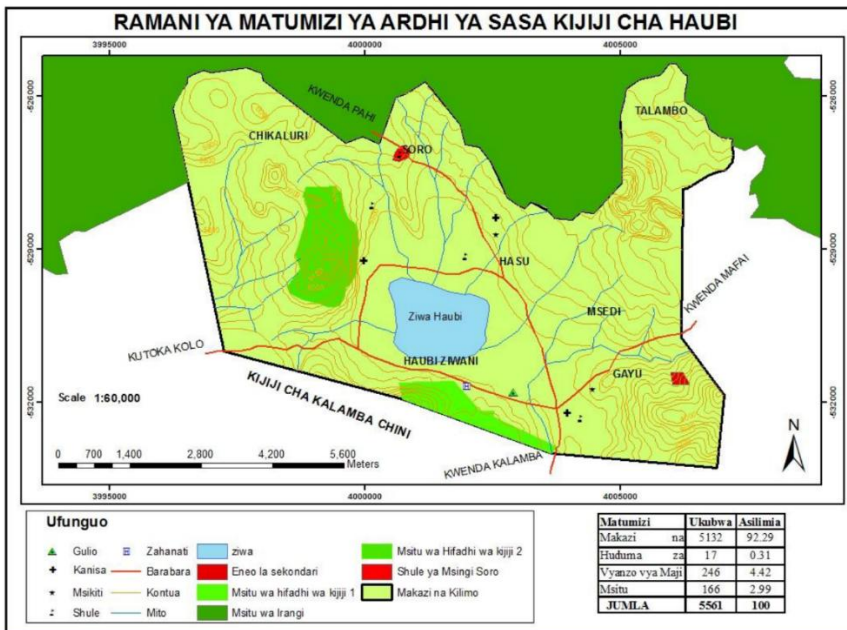 RAMANI YA MATUMIZI YA ARDHI YA SASA KIJIJI CHA HAUBI
3995000 4000000 4005000
-626000 -626000
-629000 -629000
-632000 -632000
KWENDA PAHI
CHIKALURI
SORO
TALAMBO
HASU
MSEDI
KWENDA MAFAI
Ziwa Haubi
KUTOKA KOLO
HAUBI ZIWANI
GAYU
KIJIJI CHA KALAMBA CHINI
KWENDA KALAMBA
Scale 1:60,000
0 700 1,400 2,800 4,200 5,600
Meters
N
3995000 4000000 4005000
Ufunguo
Gulio
Kanisa
Msikiti
Shule
Zahanati
Barabara
Kontua
Mito
ziwa
Eneo la sekondari
Msitu wa hifadhi wa kijiji 1
Msitu wa Irangi
Msitu wa Hifadhi wa kijiji 2
Shule ya Msingi Soro
Makazi na Kilimo
Matumizi Ukubwa Asilimia
Makazi na 5132 92.29
Huduma za 17 0.31
Vyanzo vya Maji 246 4.42
Msitu 166 2.99
JUMLA 5561 100